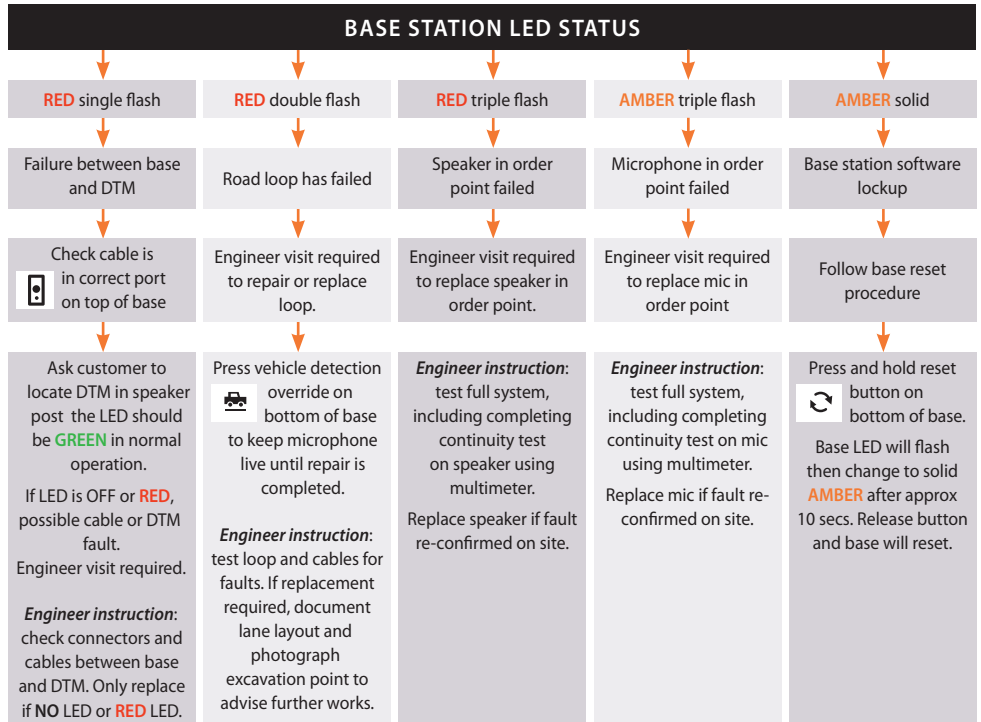 BASE STATION LED STATUS
RED single flash
Failure between base
and DTM
Check cable is
in correct port
on top of base
Ask customer to
locate DTM in speaker
post the LED should
be GREEN in normal
operation.
If LED is OFF or RED,
possible cable or DTM
fault.
Engineer visit required.
Engineer instruction:
check connectors and
cables between base
and DTM. Only replace
if NO LED or RED LED.
RED double flash
Road loop has failed
Engineer visit required
to repair or replace
loop.
Press vehicle detection
override on
bottom of base
to keep microphone
live until repair is
completed.
Engineer instruction:
test loop and cables for
faults. If replacement
required, document
lane layout and
photograph
excavation point to
advise further works.
RED triple flash
Speaker in order
point failed
Engineer visit required
to replace speaker in
order point.
Engineer instruction:
test full system,
including completing
continuity test
on speaker using
multimeter.
Replace speaker if fault
re-confirmed on site.
AMBER triple flash
Microphone in order
point failed
Engineer visit required
to replace mic in
order point
Engineer instruction:
test full system,
including completing
continuity test on mic
using multimeter.
Replace mic if fault re-
confirmed on site.
AMBER solid
Base station software
lockup
Follow base reset
procedure
Press and hold reset
button on
bottom of base.
Base LED will flash
then change to solid
AMBER after approx
10 secs. Release button
and base will reset.